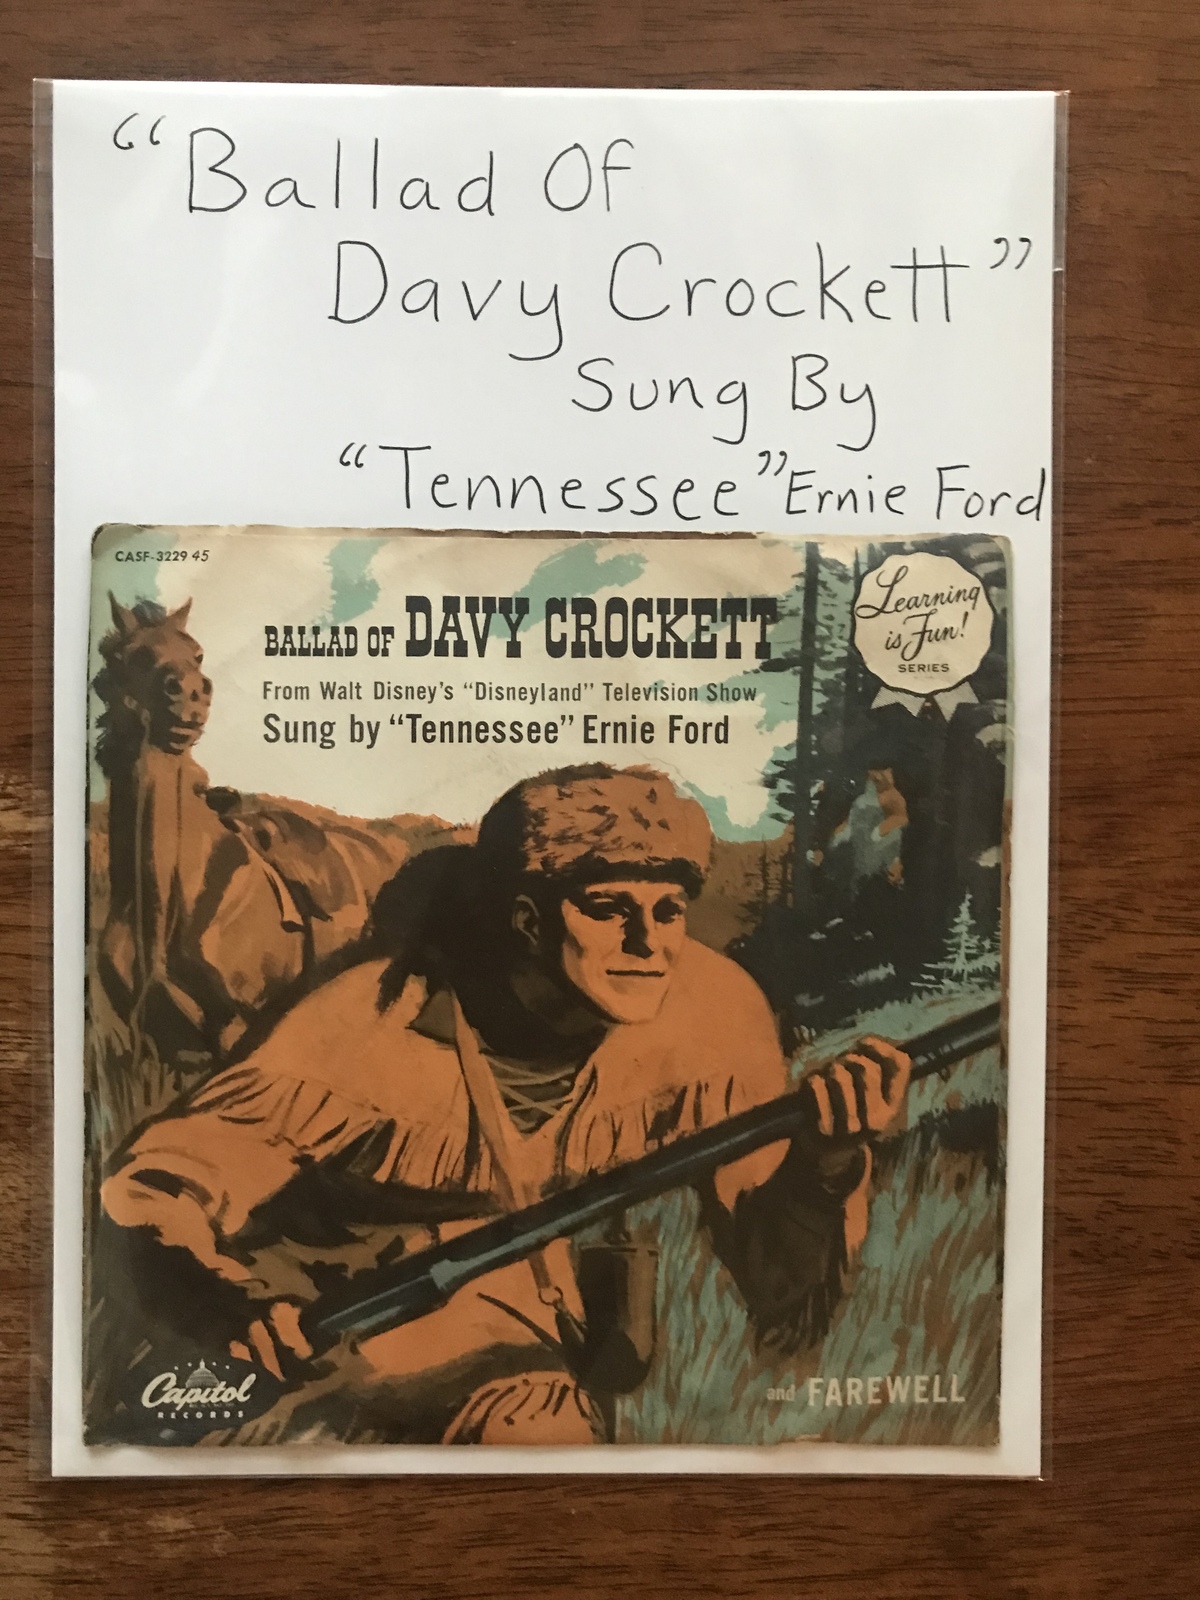 “Ballad Of
Davy Crockett”
Sung By
“Tennessee” Ernie Ford
CASF-3229 45
BALLAD OF DAVY CROCKETT
From Walt Disney's “Disneyland” Television Show
Sung by “Tennessee” Ernie Ford
Learning
is Fun!
SERIES
Capitol
RECORDS
and FAREWELL